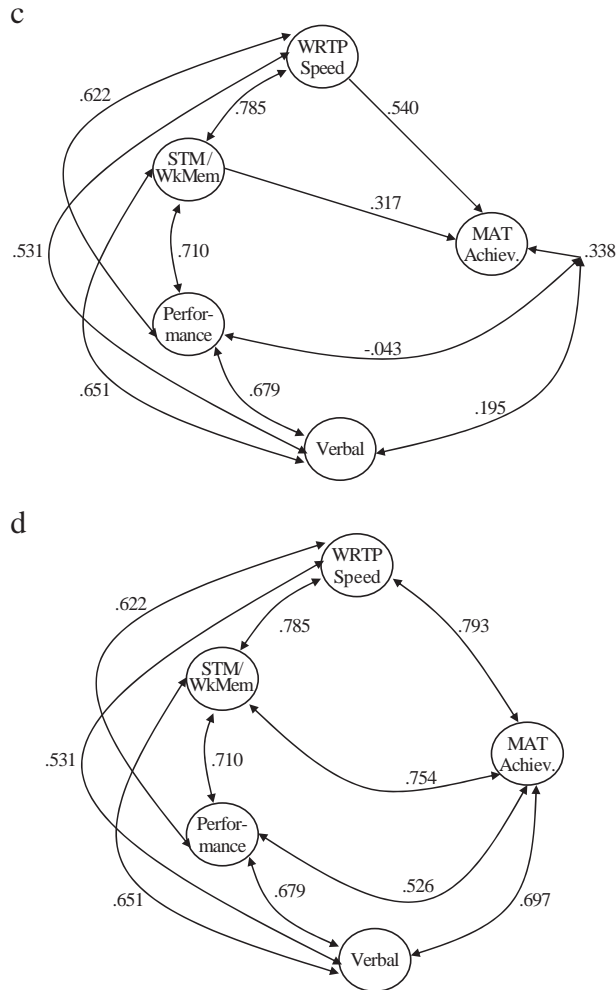 c
WRTP
Speed
.622
.785
.540
STM/
WkMem
.317
MAT
Achiev.
.531
.710
.338
Perfor-
mance
-.043
.651
.679
.195
Verbal
d
WRTP
Speed
.622
.785
.793
STM/
WkMem
.531
.710
.754
MAT
Achiev.
Perfor-
mance
.526
.651
.679
.697
Verbal